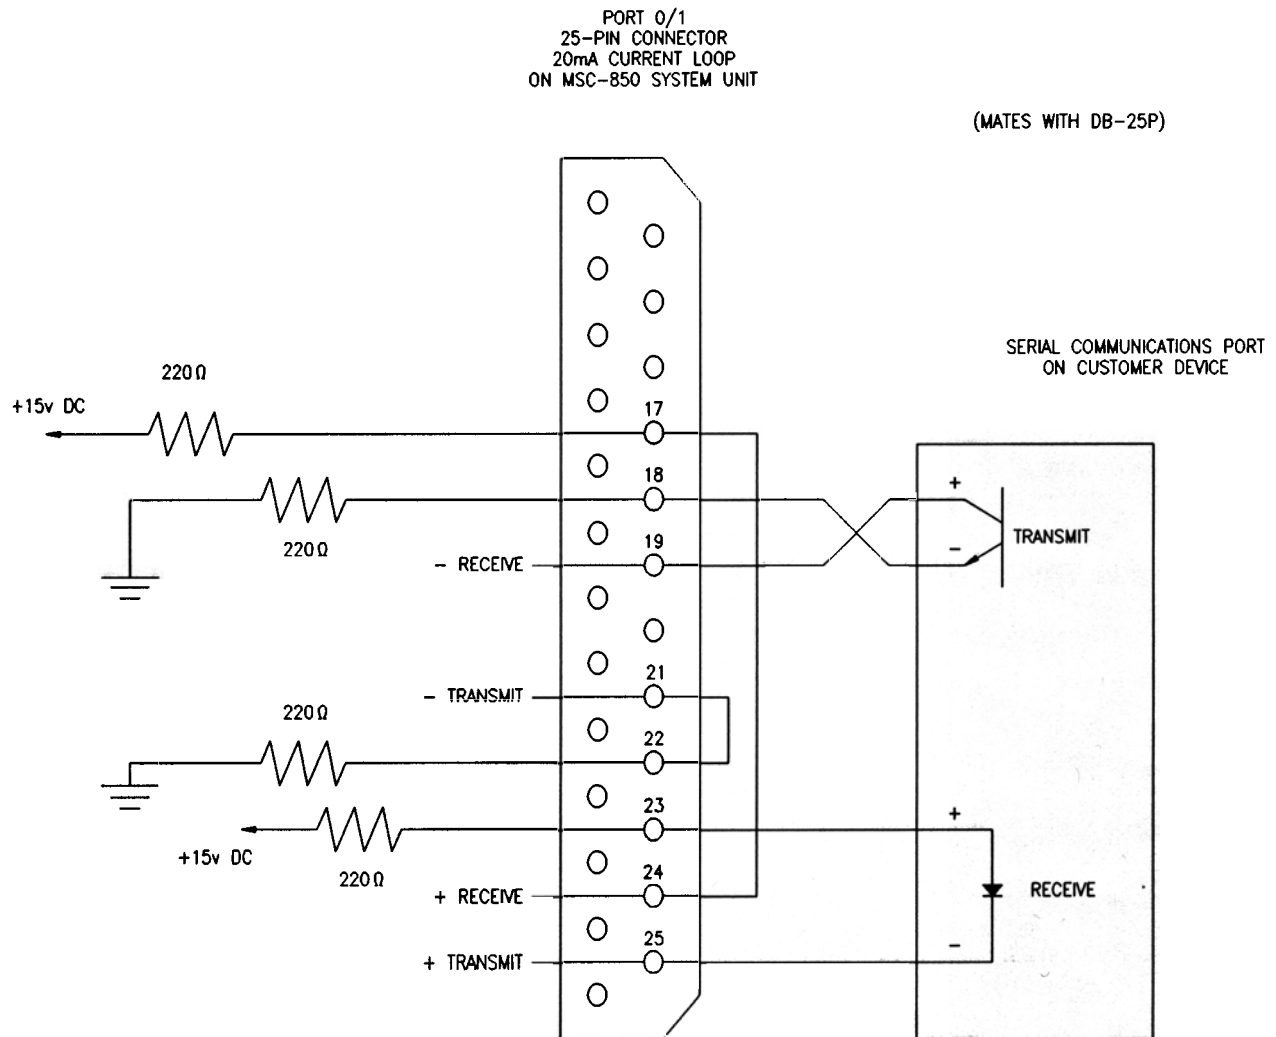 PORT 0/1
25-PIN CONNECTOR
20mA CURRENT LOOP
ON MSC-850 SYSTEM UNIT
(MATES WITH DB-25P)
SERIAL COMMUNICATIONS PORT
ON CUSTOMER DEVICE
220Ω
+15v DC
17
18
+
220Ω
19
- RECEIVE
-
TRANSMIT
21
- TRANSMIT
220Ω
22
23
+
+15v DC
220Ω
24
+ RECEIVE
RECEIVE
25
-
+ TRANSMIT